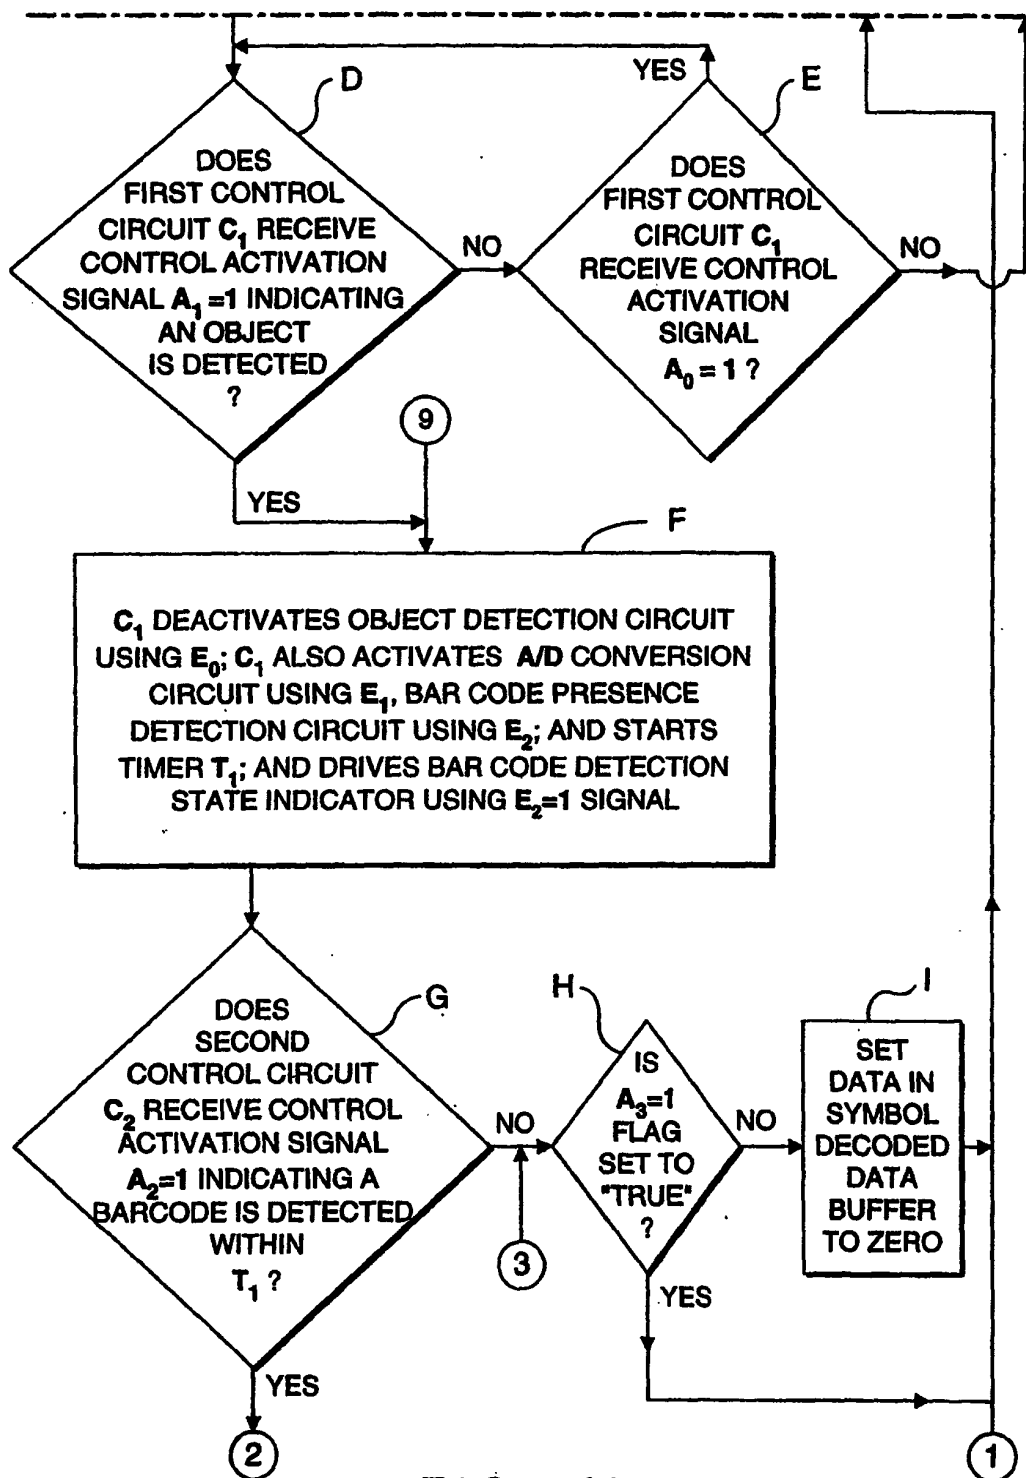 YES
D
E
DOES
FIRST CONTROL
CIRCUIT C₁ RECEIVE
CONTROL ACTIVATION
SIGNAL A₁ =1 INDICATING
AN OBJECT
IS DETECTED
?
NO
DOES
FIRST CONTROL
CIRCUIT C₁
RECEIVE CONTROL
ACTIVATION
SIGNAL
A₀ = 1 ?
NO
9
YES
F
C₁ DEACTIVATES OBJECT DETECTION CIRCUIT
USING E₀; C₁ ALSO ACTIVATES A/D CONVERSION
CIRCUIT USING E₁, BAR CODE PRESENCE
DETECTION CIRCUIT USING E₂; AND STARTS
TIMER T₁; AND DRIVES BAR CODE DETECTION
STATE INDICATOR USING E₂=1 SIGNAL
G
H
I
DOES
SECOND
CONTROL CIRCUIT
C₂ RECEIVE CONTROL
ACTIVATION SIGNAL
A₂=1 INDICATING A
BARCODE IS DETECTED
WITHIN
T₁ ?
NO
3
IS
A₃=1
FLAG
SET TO
"TRUE"
?
NO
SET
DATA IN
SYMBOL
DECODED
DATA
BUFFER
TO ZERO
YES
YES
2
1